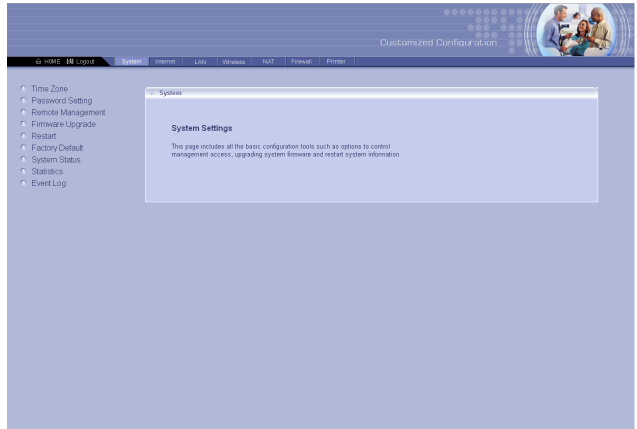 Customized Configuration
HOME Logout System Internet LAN Wireless NAT Firewall Printer
Time Zone
Password Setting
Remote Management
Firmware Upgrade
Restart
Factory Default
System Status
Statistics
Event Log
System
System Settings
This page includes all the basic configuration tools such as options to control
management access, upgrading system firmware and restart system information.